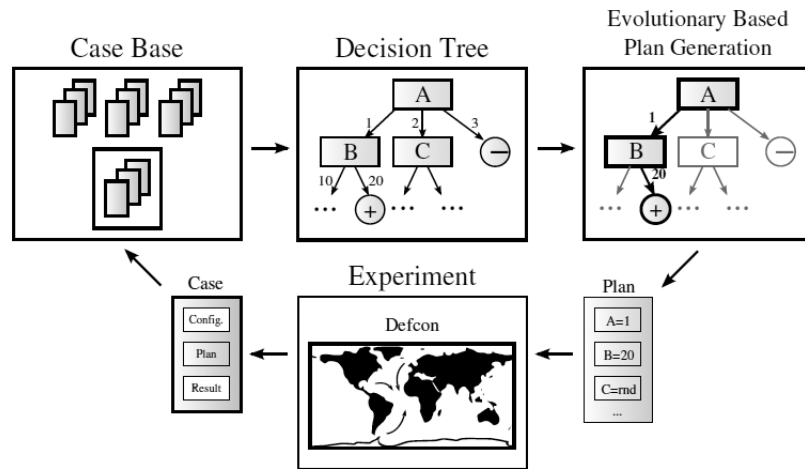 Case Base
Decision Tree
Evolutionary Based
Plan Generation
A
1
2
3
B
C
−
10
20
...
+
...
...
A
1
B
C
−
20
...
+
...
...
Case
Config.
Plan
Result
Experiment
Defcon
Plan
A=1
B=20
C=rnd
...